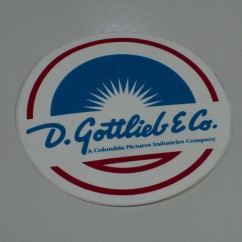 D. Gottlieb & Co.
A Columbia Pictures Industries Company